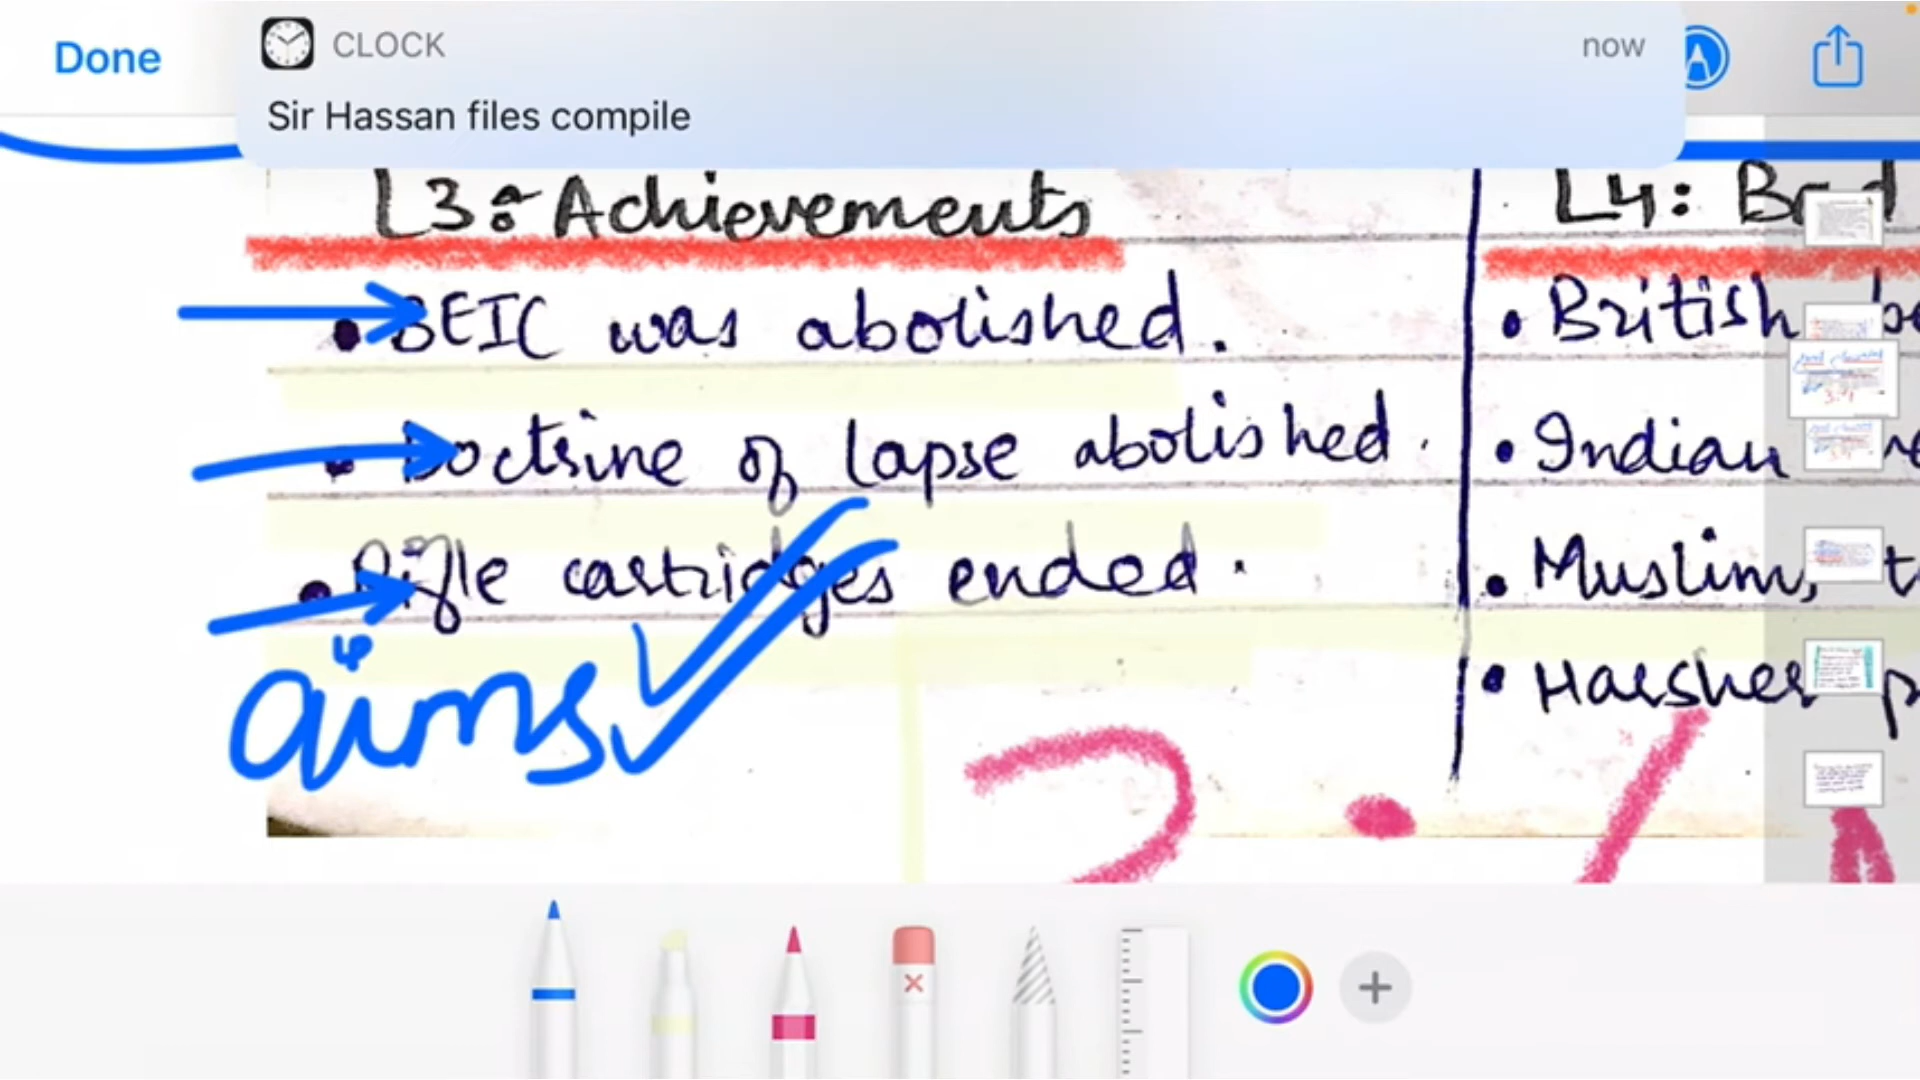 Done
CLOCK
now
Sir Hassan files compile
L3: Achievements
• BEIC was abolished.
• Doctrine of lapse abolished.
• Rifle cartridges ended.
aims
L4:
• British
• Indian
• Muslim,
• Harsher